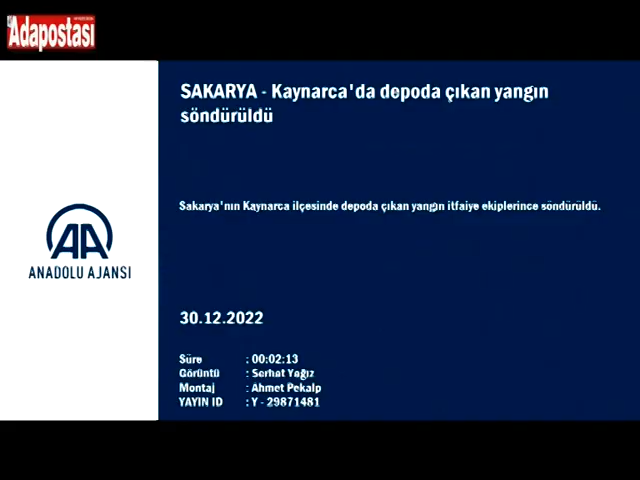 Adapostası
SAKARYA - Kaynarca'da depoda çıkan yangın
söndürüldü
Sakarya'nın Kaynarca ilçesinde depoda çıkan yangın itfaiye ekiplerince söndürüldü.
AA
ANADOLU AJANSI
30.12.2022
Süre : 00:02:13
Görüntü : Serhat Yağız
Montaj : Ahmet Pekalp
YAYIN ID : Y - 29871481